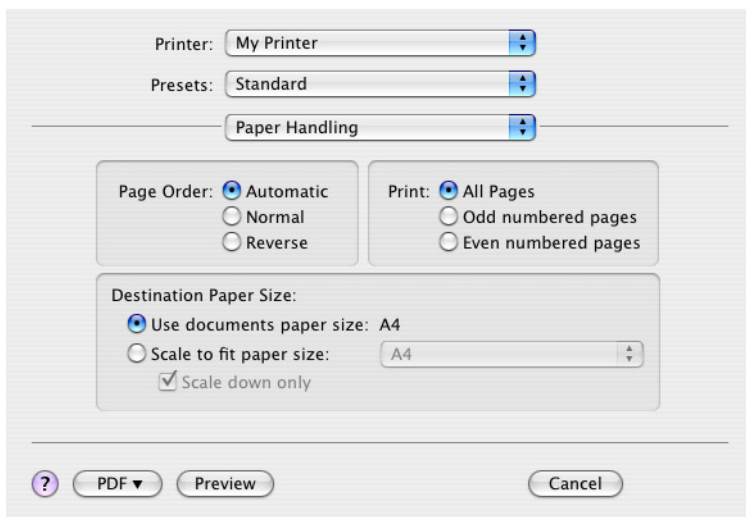 Printer: My Printer
Presets: Standard
Paper Handling
Page Order: Automatic
Normal
Reverse
Print: All Pages
Odd numbered pages
Even numbered pages
Destination Paper Size:
Use documents paper size: A4
Scale to fit paper size: A4
Scale down only
? PDF ▼ Preview Cancel